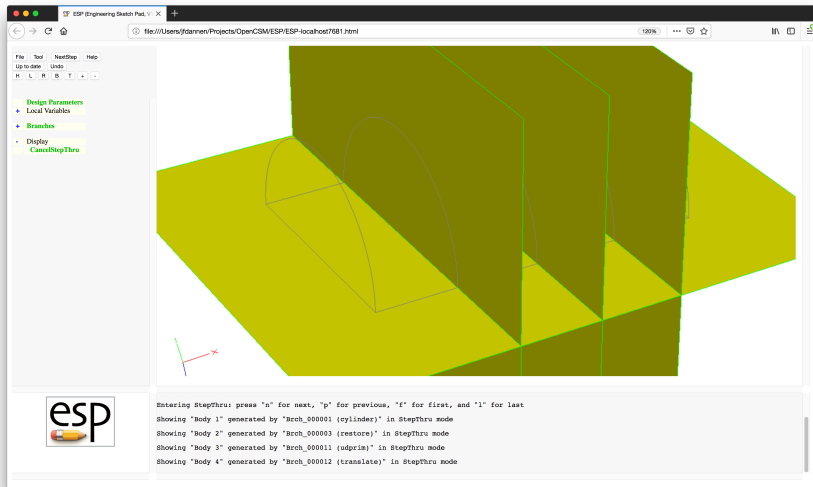 ESP (Engineering Sketch Pad, V
file:///Users/jfdannen/Projects/OpenCSM/ESP/ESP-localhost7681.html
120%
File Tool NextStep Help
Up to date Undo
H L R B T + -
Design Parameters
+ Local Variables
+ Branches
- Display
CancelStepThru
x
esp
Entering StepThru: press "n" for next, "p" for previous, "f" for first, and "l" for last
Showing "Body 1" generated by "Brch_000001 (cylinder)" in StepThru mode
Showing "Body 2" generated by "Brch_000003 (restore)" in StepThru mode
Showing "Body 3" generated by "Brch_000011 (udprim)" in StepThru mode
Showing "Body 4" generated by "Brch_000012 (translate)" in StepThru mode